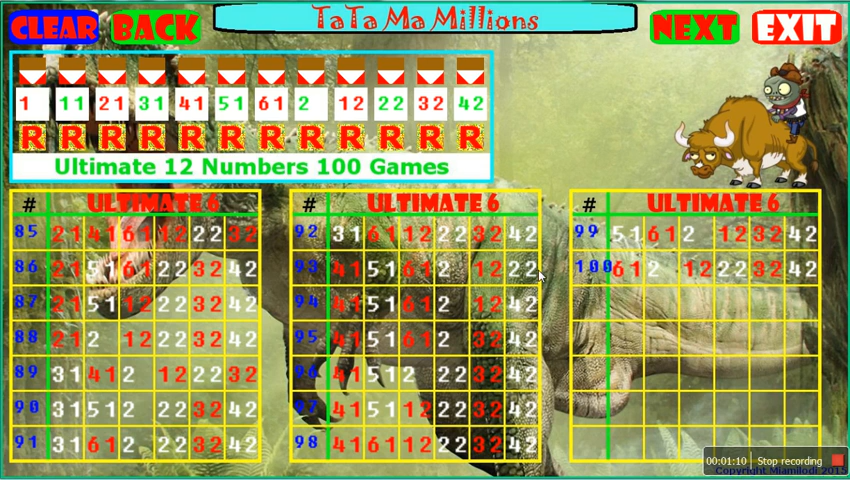 CLEAR BACK TaTa Ma Millions NEXT EXIT
1 11 21 31 41 51 61 2 12 22 32 42
R R R R R R R R R R R R
Ultimate 12 Numbers 100 Games
# ULTIMATE 6 # ULTIMATE 6 # ULTIMATE 6
85 21 41 61 12 22 32 92 31 61 12 22 32 42 99 51 61 2 12 32 42
86 21 51 61 22 32 42 93 41 51 61 2 12 22 100 61 2 12 22 32 42
87 21 51 12 22 32 42 94 41 51 61 2 12 42
88 21 2 12 22 32 42 95 41 51 61 2 32 42
89 31 41 2 12 22 32 96 41 51 2 22 32 42
90 31 51 2 22 32 42 97 41 51 12 22 32 42
91 31 61 2 22 32 42 98 41 61 12 22 32 42
00:01:10 Stop recording
Copyright Miamilodi